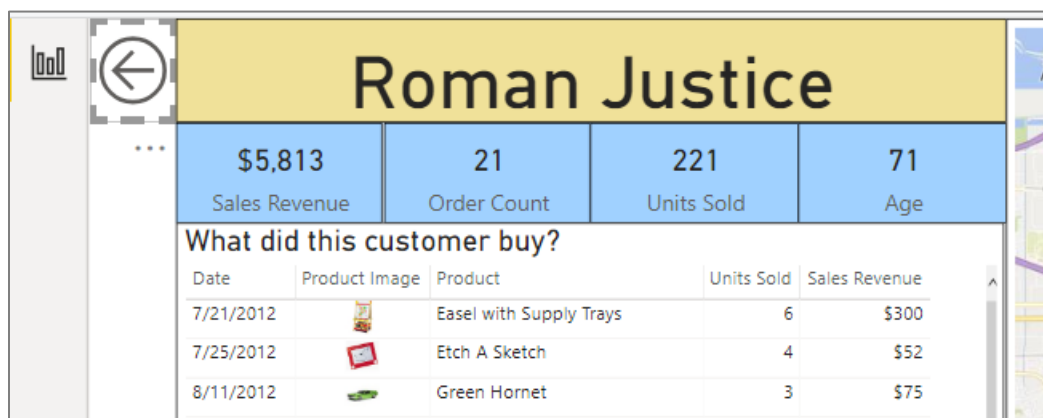 Roman Justice
$5,813 21 221 71
Sales Revenue Order Count Units Sold Age
What did this customer buy?
Date Product Image Product Units Sold Sales Revenue
7/21/2012 Easel with Supply Trays 6 $300
7/25/2012 Etch A Sketch 4 $52
8/11/2012 Green Hornet 3 $75